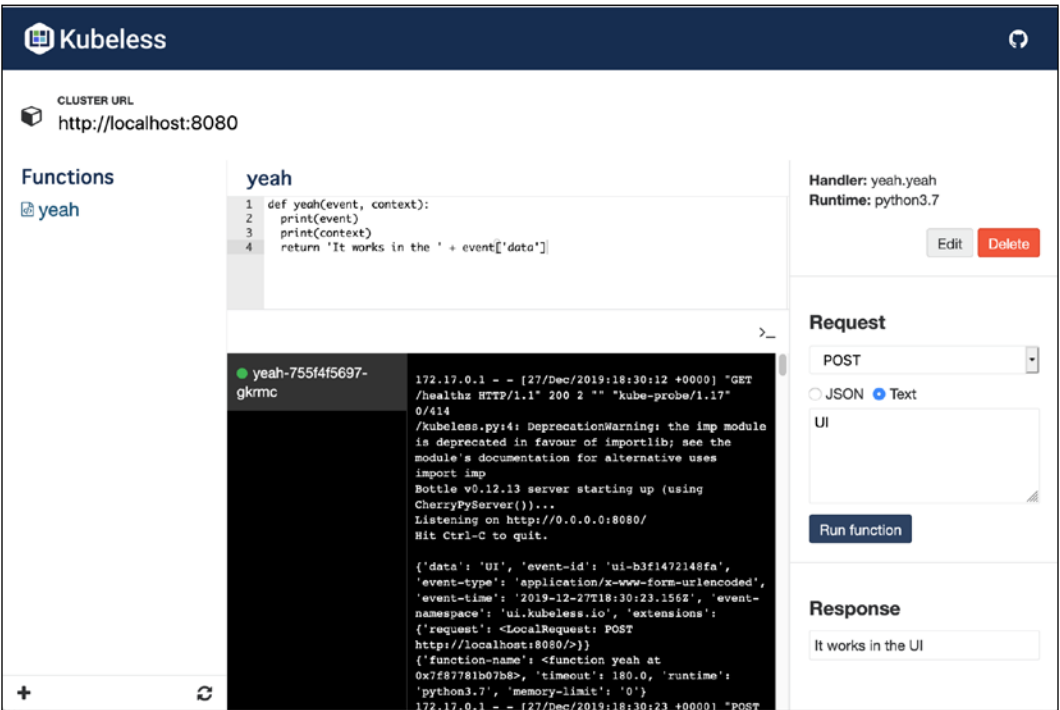 Kubeless
CLUSTER URL
http://localhost:8080
Functions
yeah
yeah
1 def yeah(event, context):
2 print(event)
3 print(context)
4 return 'It works in the ' + event['data']
>_
yeah-755f4f5697-
gkrmc
172.17.0.1 - - [27/Dec/2019:18:30:12 +0000] "GET
/healthz HTTP/1.1" 200 2 "" "kube-probe/1.17"
0/414
/kubeless.py:4: DeprecationWarning: the imp module
is deprecated in favour of importlib; see the
module's documentation for alternative uses
import imp
Bottle v0.12.13 server starting up (using
CherryPyServer())...
Listening on http://0.0.0.0:8080/
Hit Ctrl-C to quit.
{'data': 'UI', 'event-id': 'ui-b3f1472148fa',
'event-type': 'application/x-www-form-urlencoded',
'event-time': '2019-12-27T18:30:23.156Z', 'event-
namespace': 'ui.kubeless.io', 'extensions':
{'request': <LocalRequest: POST
http://localhost:8080/>}}
{'function-name': <function yeah at
0x7f87781b07b8>, 'timeout': 180.0, 'runtime':
'python3.7', 'memory-limit': '0'}
172.17.0.1 - - [27/Dec/2019:18:30:23 +0000] "POST
Handler: yeah.yeah
Runtime: python3.7
Edit
Delete
Request
POST
JSON Text
UI
Run function
Response
It works in the UI